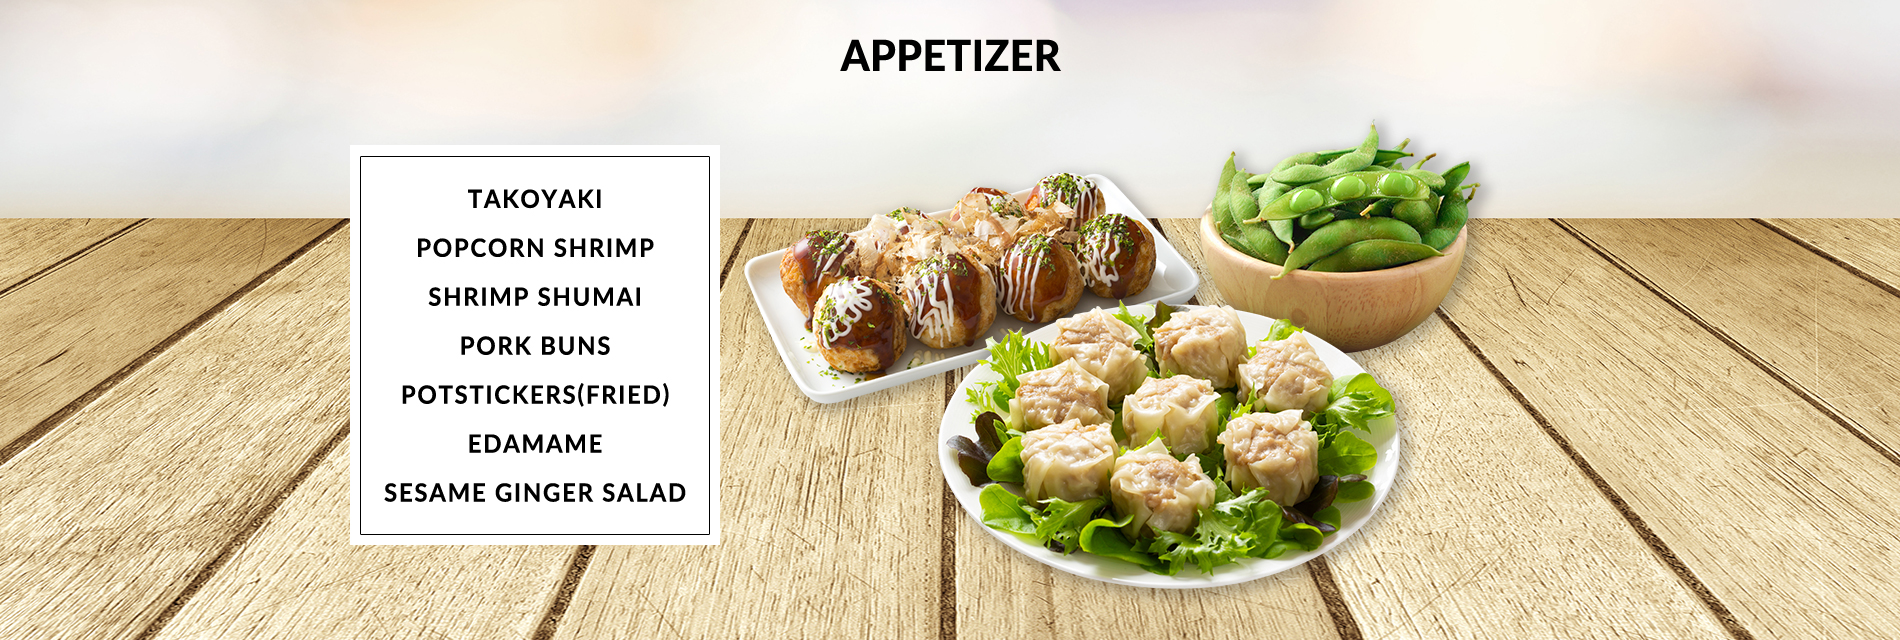 APPETIZER
TAKOYAKI
POPCORN SHRIMP
SHRIMP SHUMAI
PORK BUNS
POTSTICKERS(FRIED)
EDAMAME
SESAME GINGER SALAD